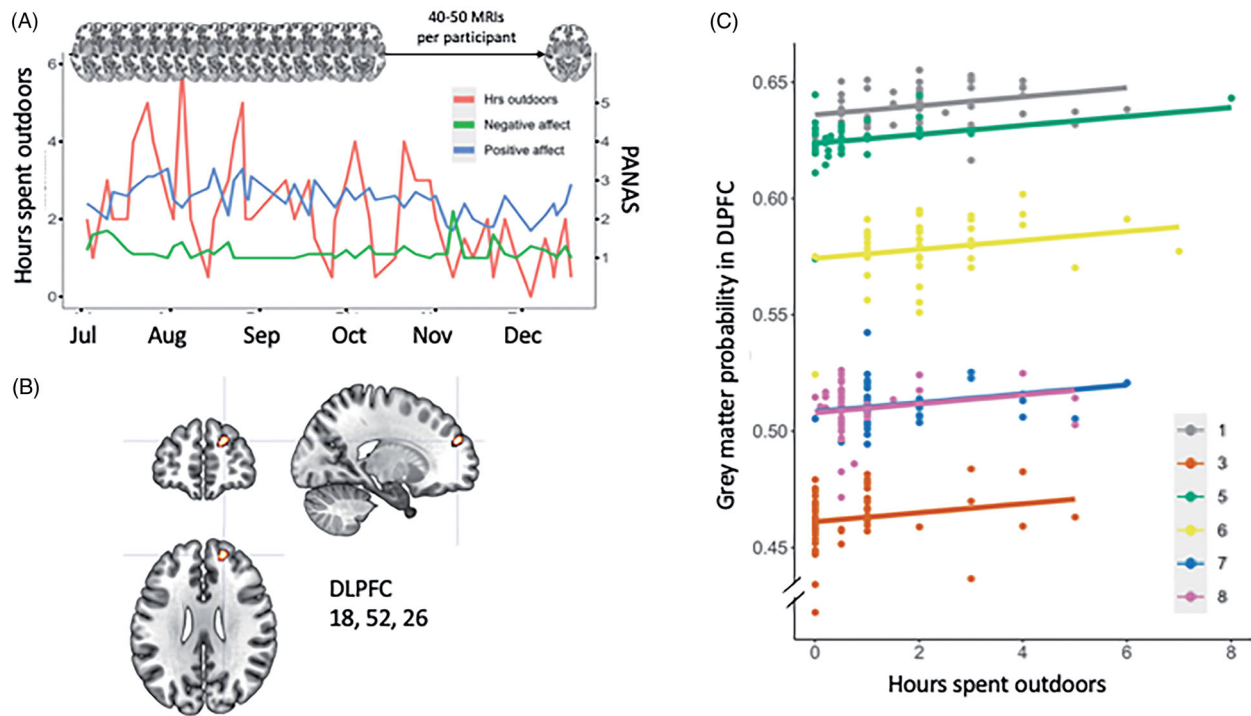 (A)
40-50 MRIs
per participant
Hrs outdoors
Negative affect
Positive affect
Hours spent outdoors
6
4
2
0
PANAS
5
4
3
2
1
Jul Aug Sep Oct Nov Dec
(B)
DLPFC
18, 52, 26
(C)
Grey matter probability in DLPFC
0.65
0.60
0.55
0.50
0.45
0 2 4 6 8
Hours spent outdoors
1
3
5
6
7
8